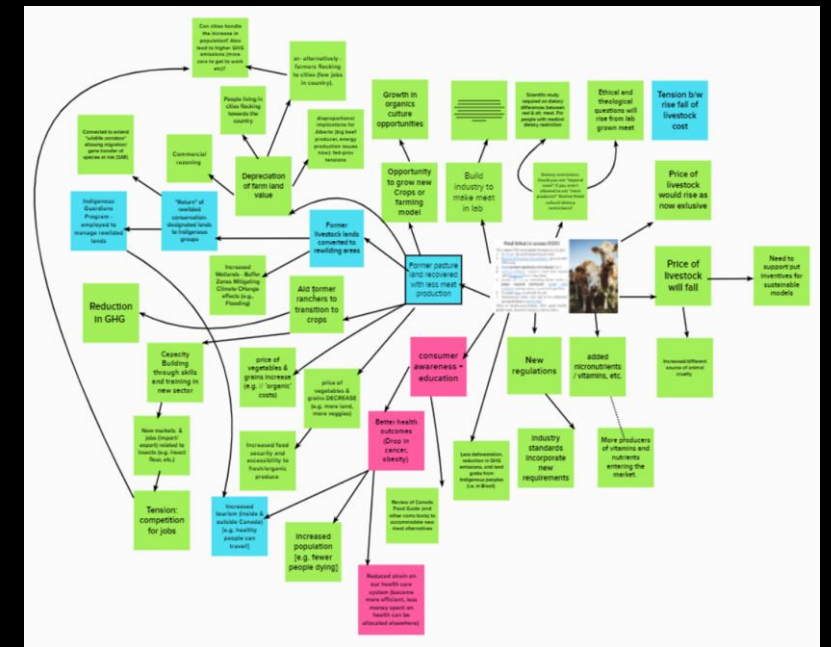 Can cities handle
the increase in
population? Also
lead to higher GHG
emissions (more
cars to get to work
etc)?
or- alternatively -
farmers flocking
to cities (few jobs
in country).
People living in
cities flocking
towards the
country
disproportional
implications for
Alberta (big beef
producer, energy
production issues
now): fed-prov
tensions
Growth in
organics
culture
opportunities
Scientific study
required on dietary
differences between
real & alt. meat. For
people with medical
dietary restriction
Ethical and
theological
questions will
rise from lab
grown meet
Tension b/w
rise fall of
livestock
cost
Connected to extend
"wildlife corridors"
allowing migration/
gene transfer of
species at risk (SAR)
Commercial
rezoning
Depreciation
of farm land
value
Opportunity
to grow new
Crops or
farming
model
Build
industry to
make meet
in lab
Dietary restrictions.
Price of
livestock
would rise as
now exlusive
Indigenous
Guardians
Program -
employed to
manage rewilded
lands
"Return" of
rewilded
conservation
designated lands
to Indigenous
groups
Former
livestock lands
converted to
rewilding areas
Former pasture
land recovered
with less meat
production
Price of
livestock
will fall
Need to
support/put
inventives for
sustainable
models
Increased
Wetlands - Buffer
Zones Mitigating
Climate Change
effects (e.g.,
Flooding)
Aid former
ranchers to
transition to
crops
Reduction
in GHG
Capacity
Building
through skills
and training in
new sector
price of
vegetables &
grains increase
(e.g. // 'organic'
costs)
price of
vegetables &
grains DECREASE
(e.g. more land,
more veggies)
consumer
awareness +
education
New
regulations
added
nicronutrients
/ vitamins, etc.
Increased/different
source of animal
cruelty
New markets &
jobs (import/
export) related to
insects (e.g. insect
flour, etc.)
Increased food
security and
accessibility to
fresh/organic
produce
Better health
outcomes
(Drop in
cancer,
obesity)
Less deforestation,
reduction in GHG
emissions, and land
grabs from
Indigenous peoples
(i.e. in Brazil)
industry
standards
incorporate
new
requirements
More producers
of vitamins and
nutrients
entering the
market.
Tension:
competition
for jobs
Increased
tourism (inside &
outside Canada)
[e.g. healthy
people can
travel!]
increased
population
[e.g. fewer
people dying]
Review of Canada
Food Guide (and
other coms tools) to
accommodate new
meat alternatives
Reduced strain on
our health care
system (become
more efficient, less
money spent on
health can be
allocated elsewhere)